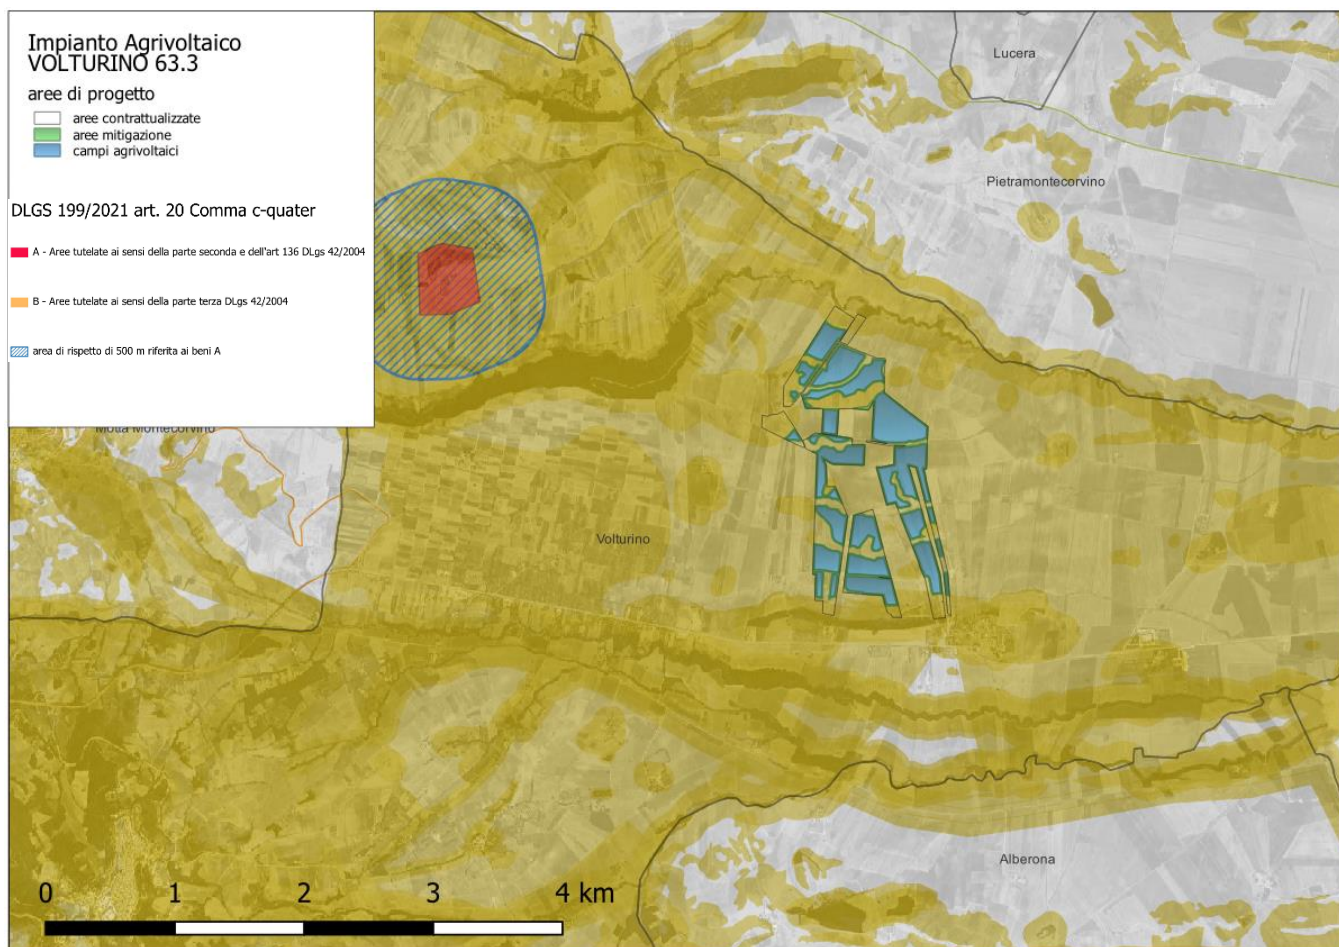 Impianto Agrivoltaico
VOLTURINO 63.3
aree di progetto
aree contrattualizzate
aree mitigazione
campi agrivoltaici
DLGS 199/2021 art. 20 Comma c-quater
A - Aree tutelate ai sensi della parte seconda e dell'art 136 DLgs 42/2004
B - Aree tutelate ai sensi della parte terza DLgs 42/2004
area di rispetto di 500 m riferita ai beni A
Lucera
Pietramontecorvino
Motta Montecorvino
Volturino
Alberona
0 1 2 3 4 km